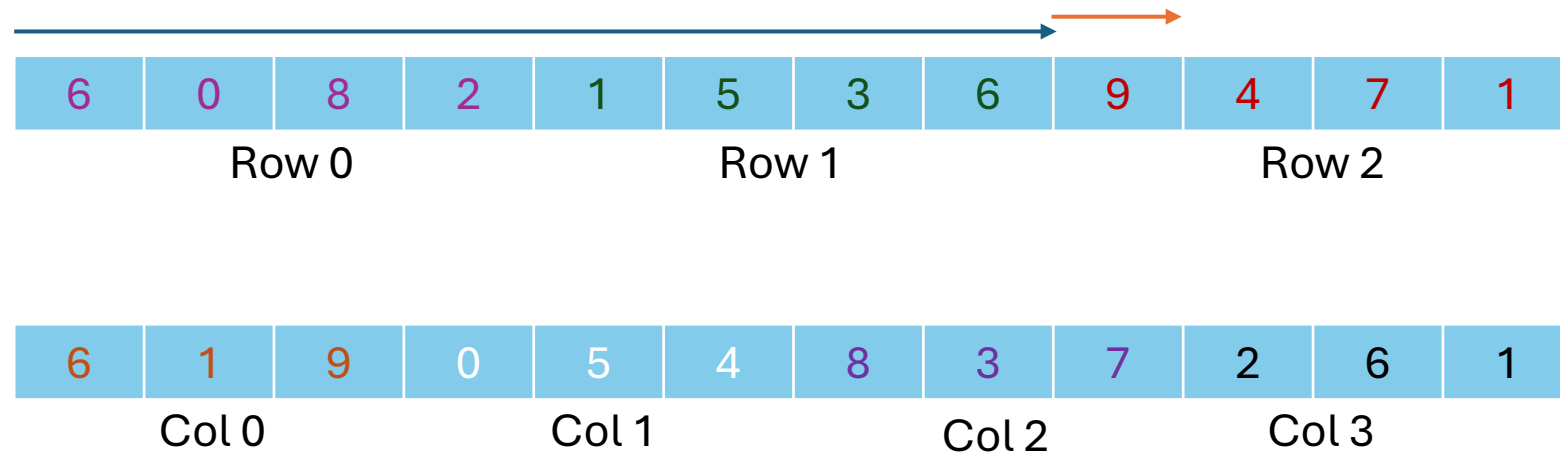 6 0 8 2 1 5 3 6 9 4 7 1
Row 0 Row 1 Row 2
6 1 9 0 5 4 8 3 7 2 6 1
Col 0 Col 1 Col 2 Col 3